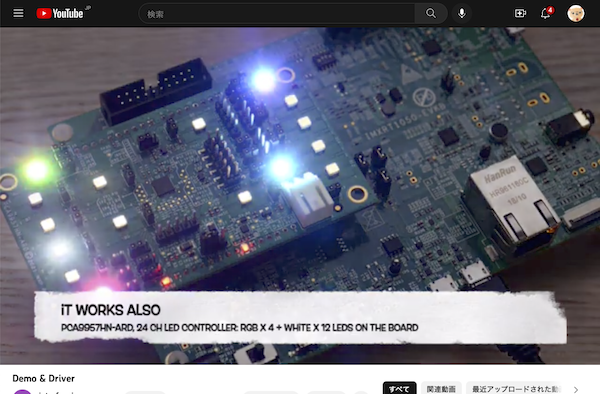 YouTube JP
検索
4
IMXRT1050-EVKB
HanRun
iT WORKS ALSO
PCA9957HN-ARD, 24 CH LED CONTROLLER: RGB X 4 + WHITE X 12 LEDS ON THE BOARD
Demo & Driver
すべて
関連動画
最近アップロードされた動